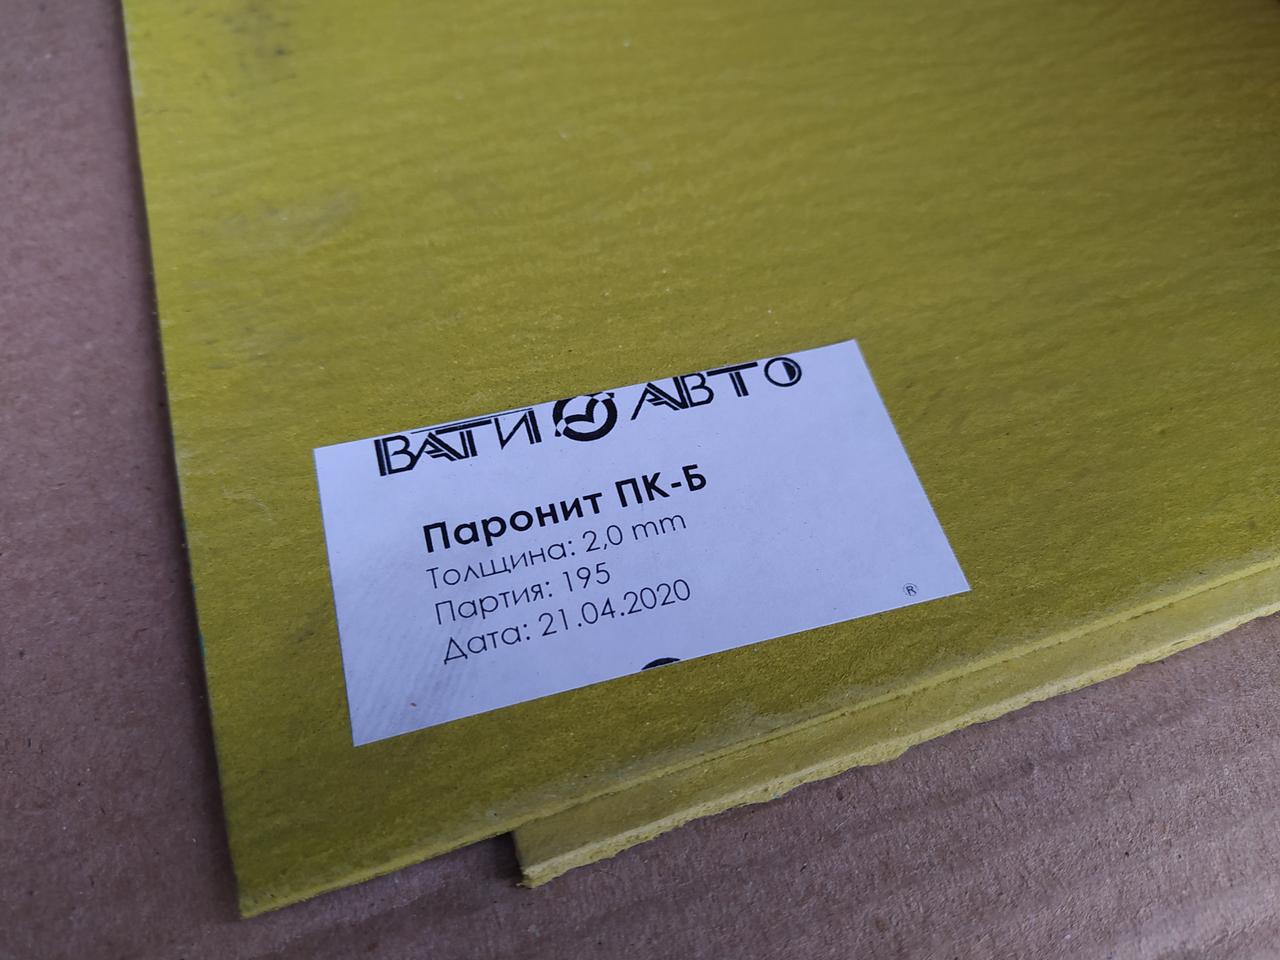 ВАТИ АВТО
Паронит ПК-Б
Толщина: 2,0 mm
Партия: 195
Дата: 21.04.2020
®